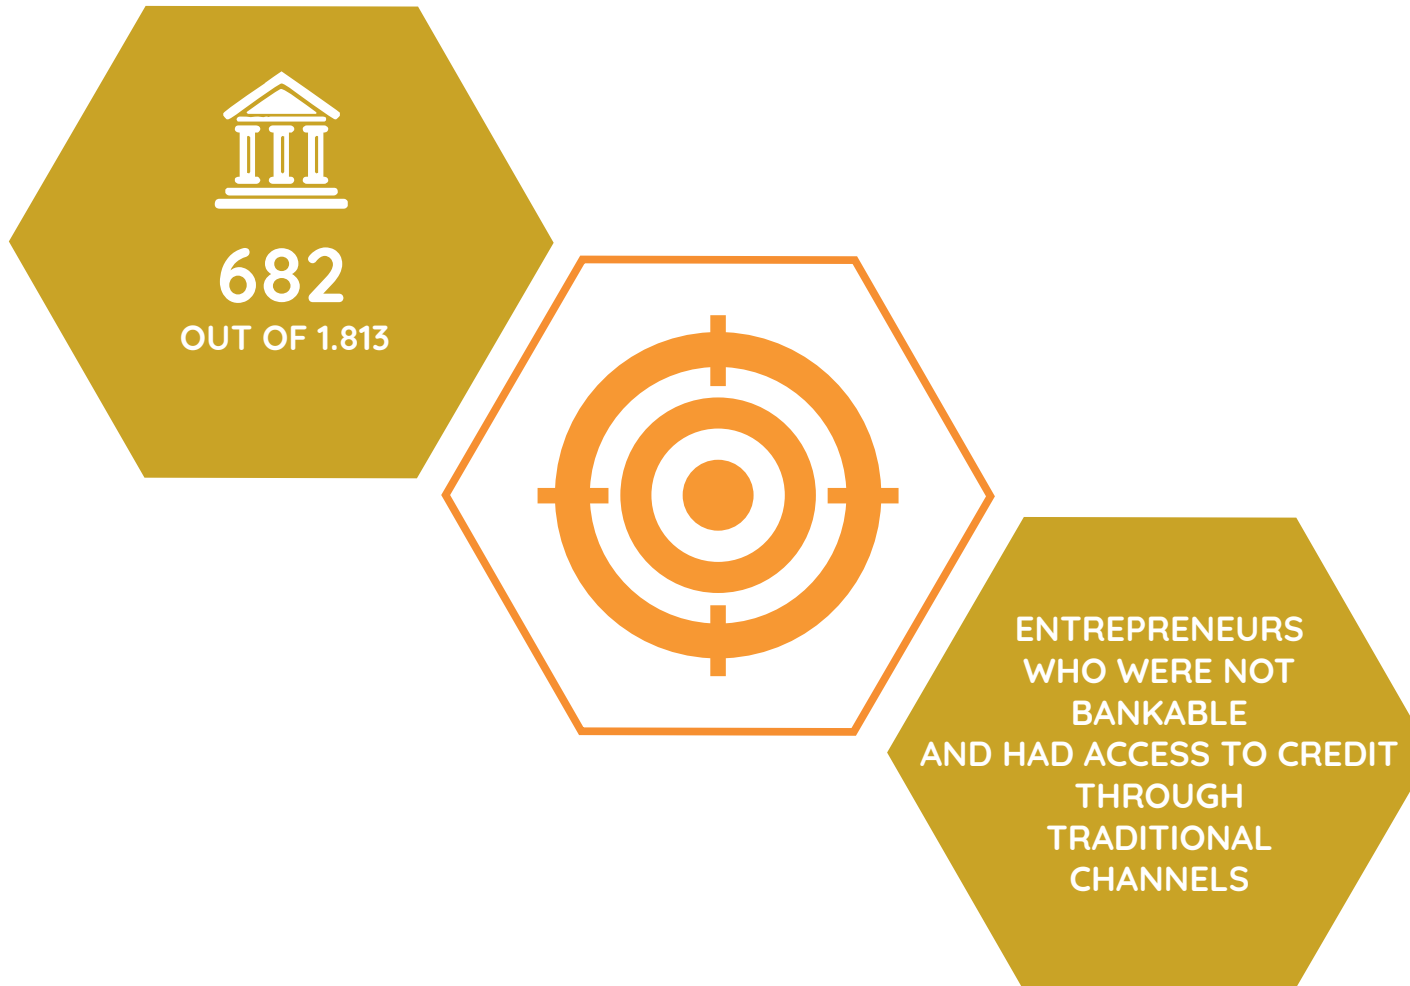 682
OUT OF 1.813
ENTREPRENEURS
WHO WERE NOT
BANKABLE
AND HAD ACCESS TO CREDIT
THROUGH
TRADITIONAL
CHANNELS